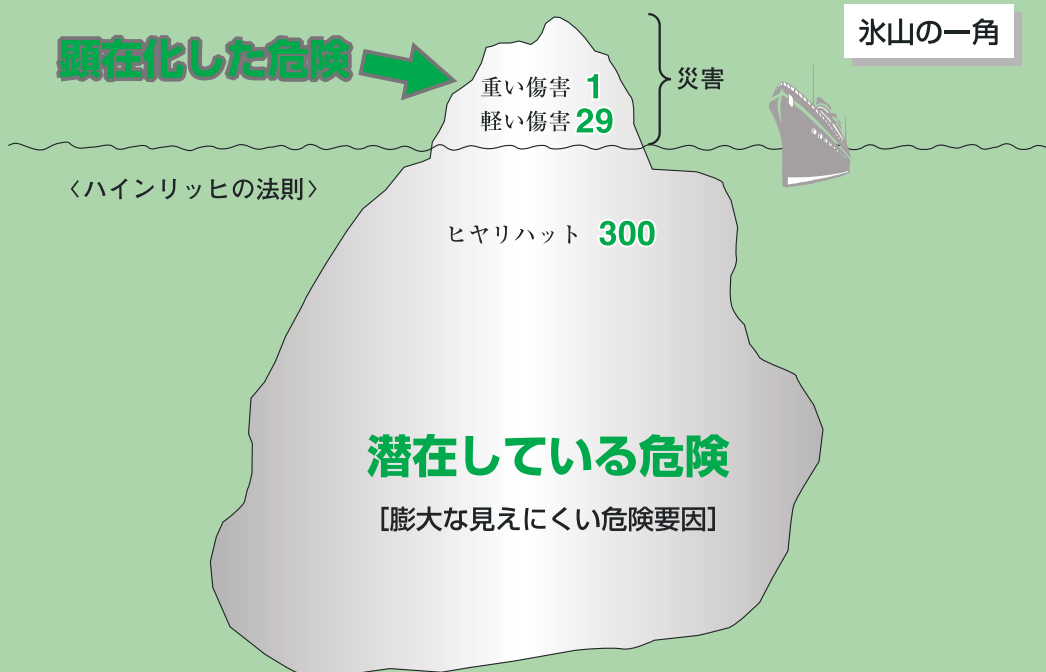 氷山の一角
顕在化した危険
重い傷害 1
軽い傷害 29
災害
〈ハインリッヒの法則〉
ヒヤリハット 300
潜在している危険
［膨大な見えにくい危険要因］